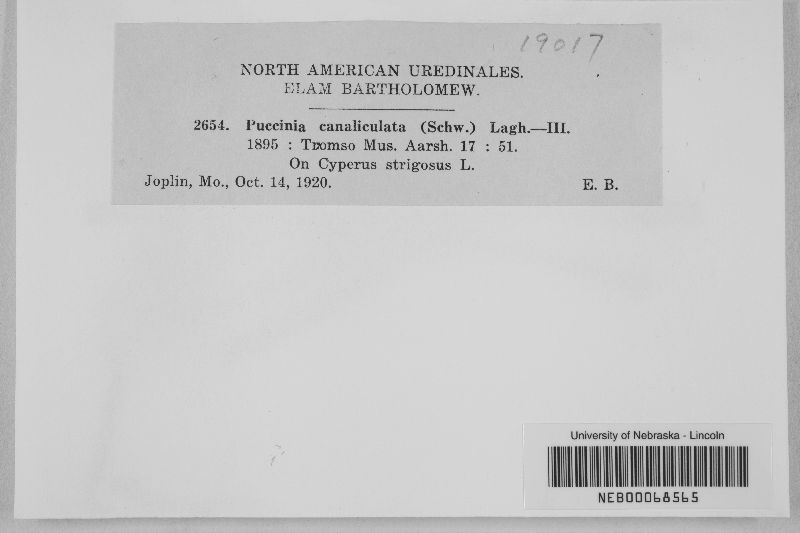 19017
NORTH AMERICAN UREDINALES.
ELAM BARTHOLOMEW.
2654. Puccinia canaliculata (Schw.) Lagh.—III.
1895 : Tromso Mus. Aarsh. 17 : 51.
On Cyperus strigosus L.
Joplin, Mo., Oct. 14, 1920. E. B.
University of Nebraska - Lincoln
NEB00068565